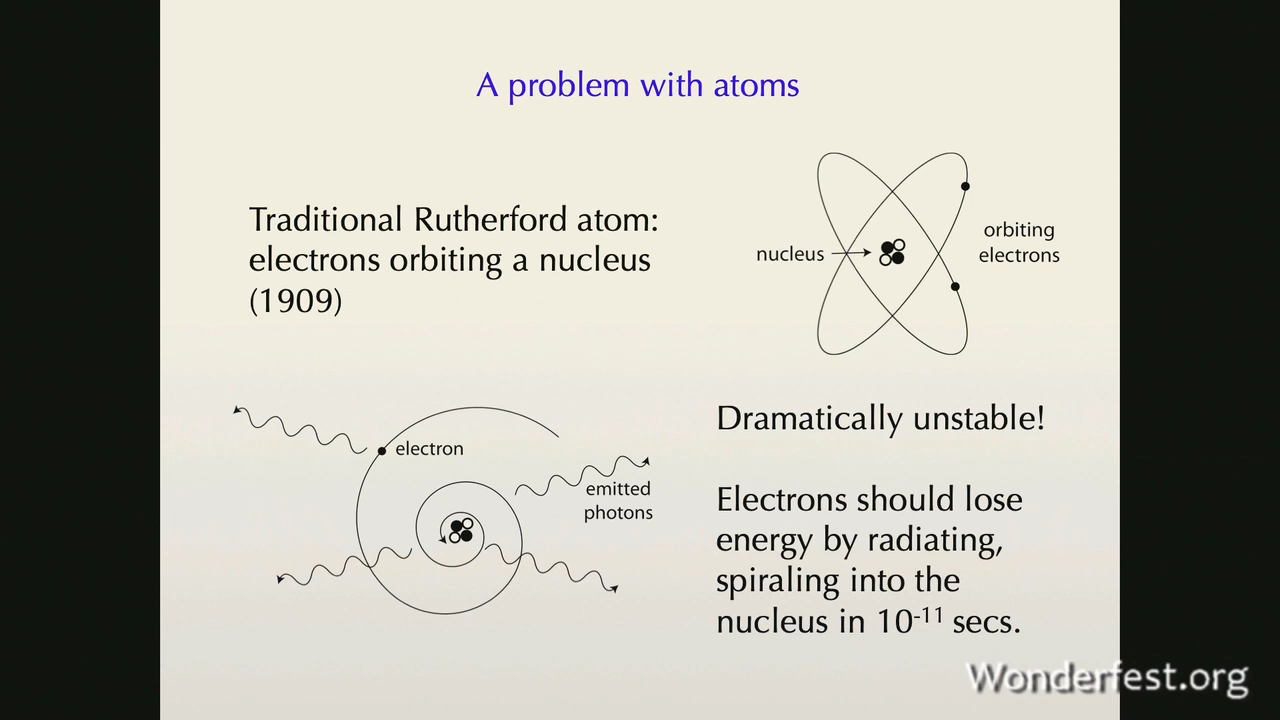 A problem with atoms
Traditional Rutherford atom:
electrons orbiting a nucleus
(1909)
nucleus
orbiting
electrons
electron
emitted
photons
Dramatically unstable!
Electrons should lose
energy by radiating,
spiraling into the
nucleus in 10⁻¹¹ secs.
Wonderfest.org